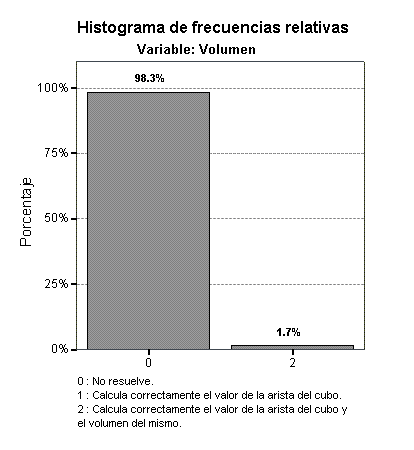 Histograma de frecuencias relativas
Variable: Volumen
98.3%
100%
75%
50%
25%
1.7%
0%
Porcentaje
0
2
0 : No resuelve.
1 : Calcula correctamente el valor de la arista del cubo.
2 : Calcula correctamente el valor de la arista del cubo y
el volumen del mismo.